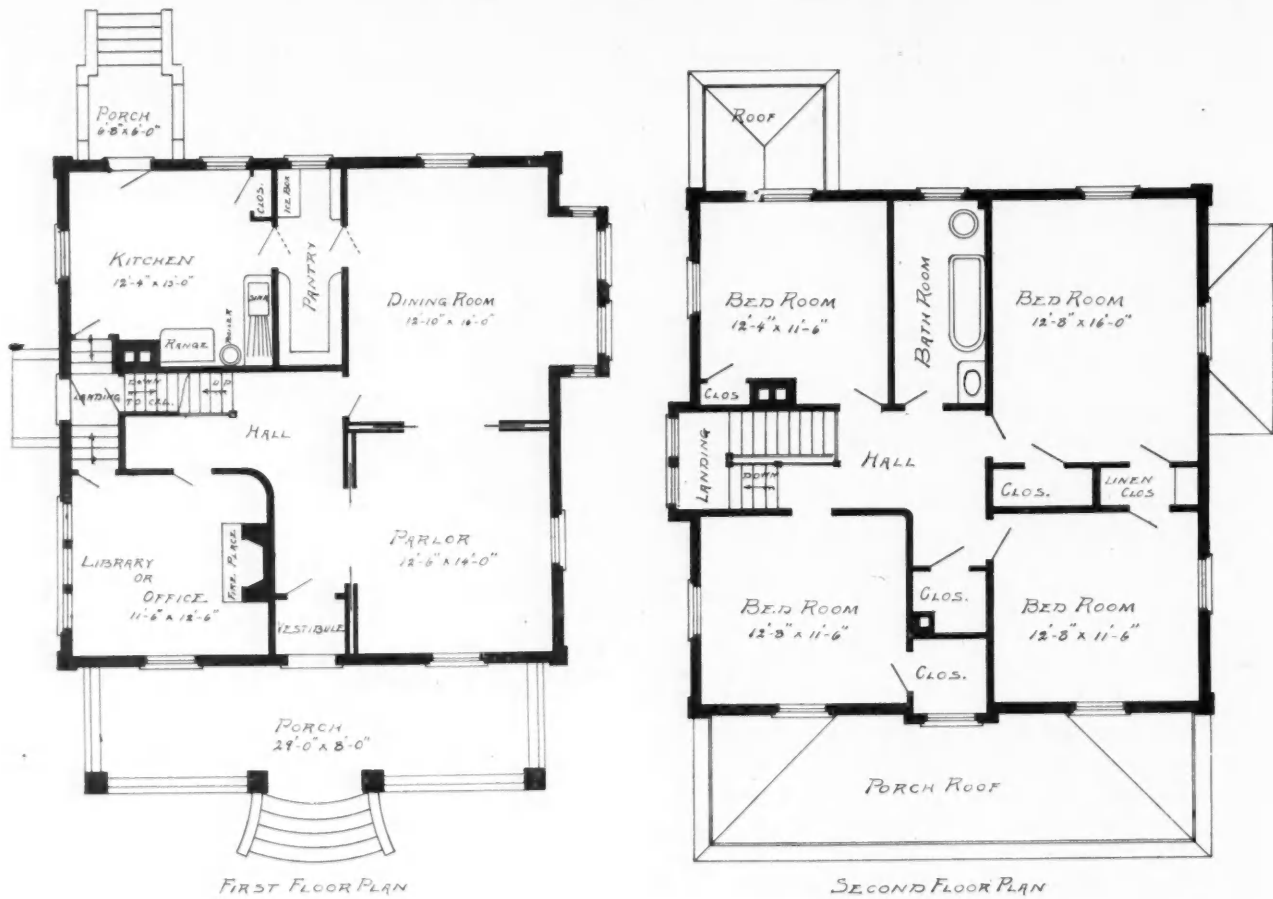 PORCH
6'-8" x 6'-0"
CLOS.
ICE BOX
KITCHEN
12'-4" x 13'-0"
PANTRY
SINK
DINING ROOM
12'-10" x 16'-0"
RANGE
BOILER
LANDING
DOWN
TO CEL.
UP
HALL
LIBRARY
OR
OFFICE
11'-6" x 12'-6"
FIRE PLACE
PARLOR
12'-6" x 14'-0"
VESTIBULE
PORCH
29'-0" x 8'-0"
FIRST FLOOR PLAN
ROOF
BED ROOM
12'-4" x 11'-6"
BATH ROOM
BED ROOM
12'-8" x 16'-0"
CLOS
LANDING
DOWN
HALL
CLOS.
LINEN
CLOS
BED ROOM
12'-8" x 11'-6"
CLOS.
BED ROOM
12'-8" x 11'-6"
CLOS.
PORCH ROOF
SECOND FLOOR PLAN